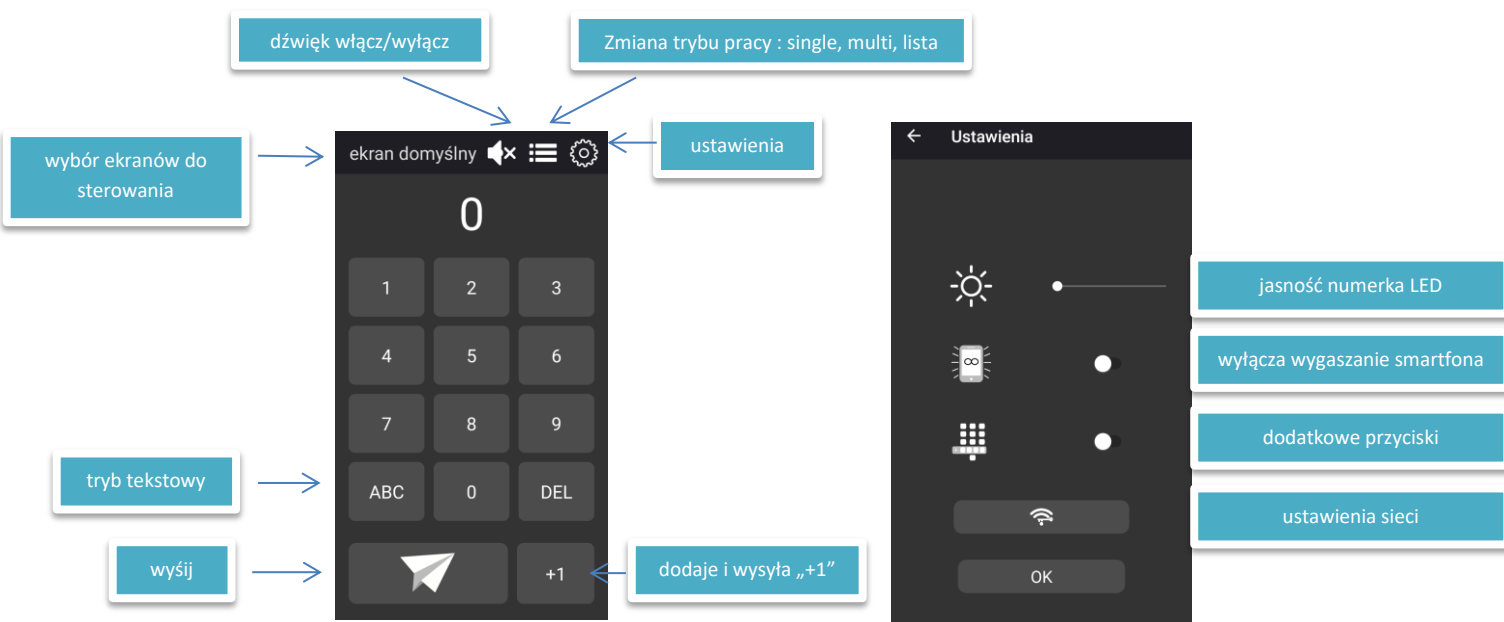 dźwięk włącz/wyłącz
Zmiana trybu pracy : single, multi, lista
wybór ekranów do
sterowania
ekran domyślny
ustawienia
0
1 2 3
4 5 6
7 8 9
ABC 0 DEL
+1
tryb tekstowy
wyśij
dodaje i wysyła „+1”
Ustawienia
jasność numerka LED
wyłącza wygaszanie smartfona
dodatkowe przyciski
ustawienia sieci
OK